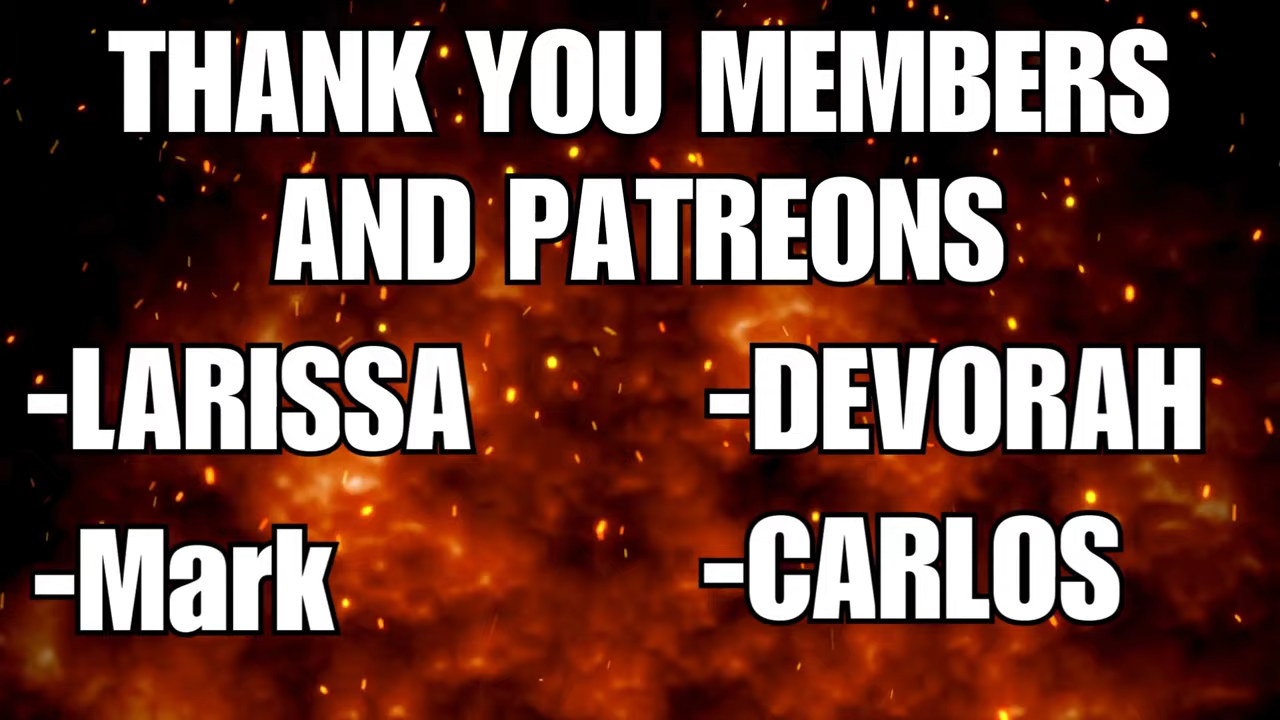 THANK YOU MEMBERS
AND PATREONS
-LARISSA
-DEVORAH
-Mark
-CARLOS